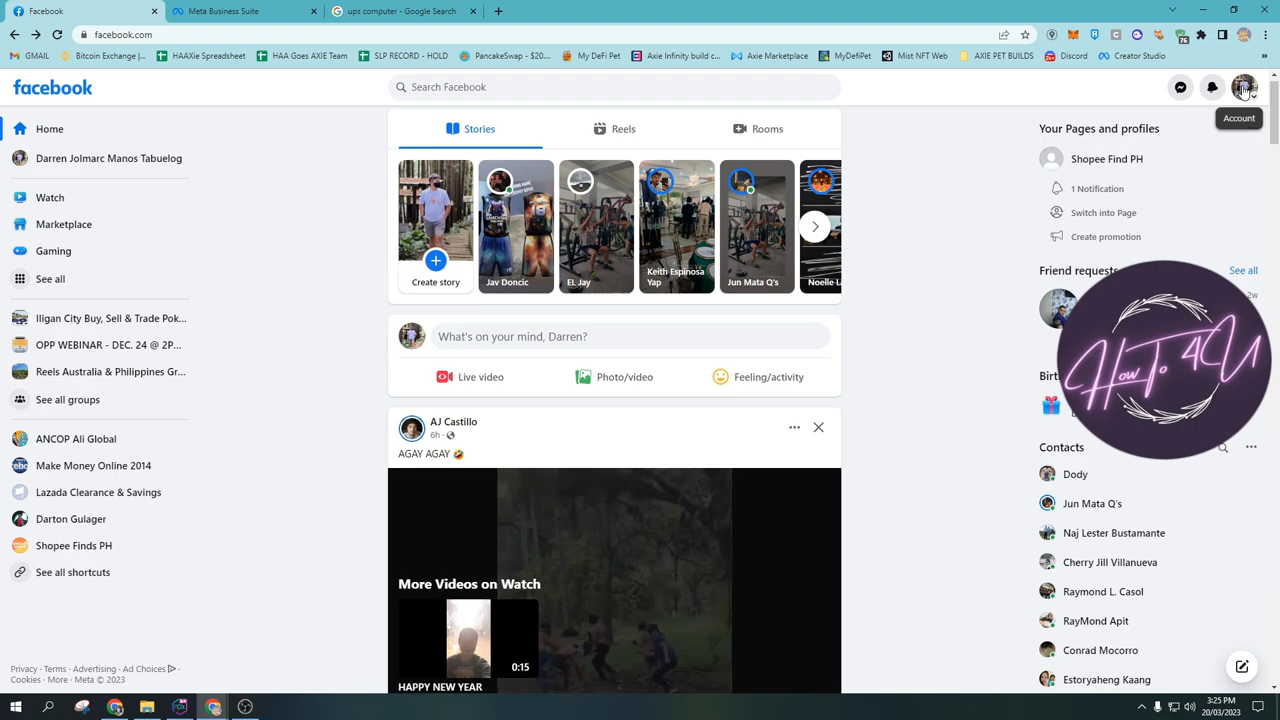 Facebook
Meta Business Suite
ups computer - Google Search
facebook.com
76
GMAIL
Bitcoin Exchange |...
HAAXie Spreadsheet
HAA Goes AXIE Team
SLP RECORD - HOLD
PancakeSwap - $20....
My DeFi Pet
Axie Infinity build c...
Axie Marketplace
MyDefiPet
Mist NFT Web
AXIE PET BUILDS
Discord
Creator Studio
facebook
Search Facebook
Account
Home
Darren Jolmarc Manos Tabuelog
Watch
Marketplace
Gaming
See all
Iligan City Buy, Sell & Trade Pok...
OPP WEBINAR - DEC. 24 @ 2P...
Reels Australia & Philippines Gr...
See all groups
ANCOP Ali Global
Make Money Online 2014
Lazada Clearance & Savings
Darton Gulager
Shopee Finds PH
See all shortcuts
Privacy · Terms · Advertising · Ad Choices ·
Cookies · More · Meta © 2023
Stories
Reels
Rooms
Create story
Jav Doncic
EL Jay
Keith Espinosa
Yap
Jun Mata Q's
Noelle
What's on your mind, Darren?
Live video
Photo/video
Feeling/activity
AJ Castillo
6h ·
AGAY AGAY 🤣
More Videos on Watch
0:15
HAPPY NEW YEAR
Your Pages and profiles
Shopee Find PH
1 Notification
Switch into Page
Create promotion
Friend requests
See all
2w
How To 4 U
Contacts
Dody
Jun Mata Q's
Naj Lester Bustamante
Cherry Jill Villanueva
Raymond L. Casol
RayMond Apit
Conrad Mocorro
Estoryaheng Kaang
3:25 PM
20/03/2023